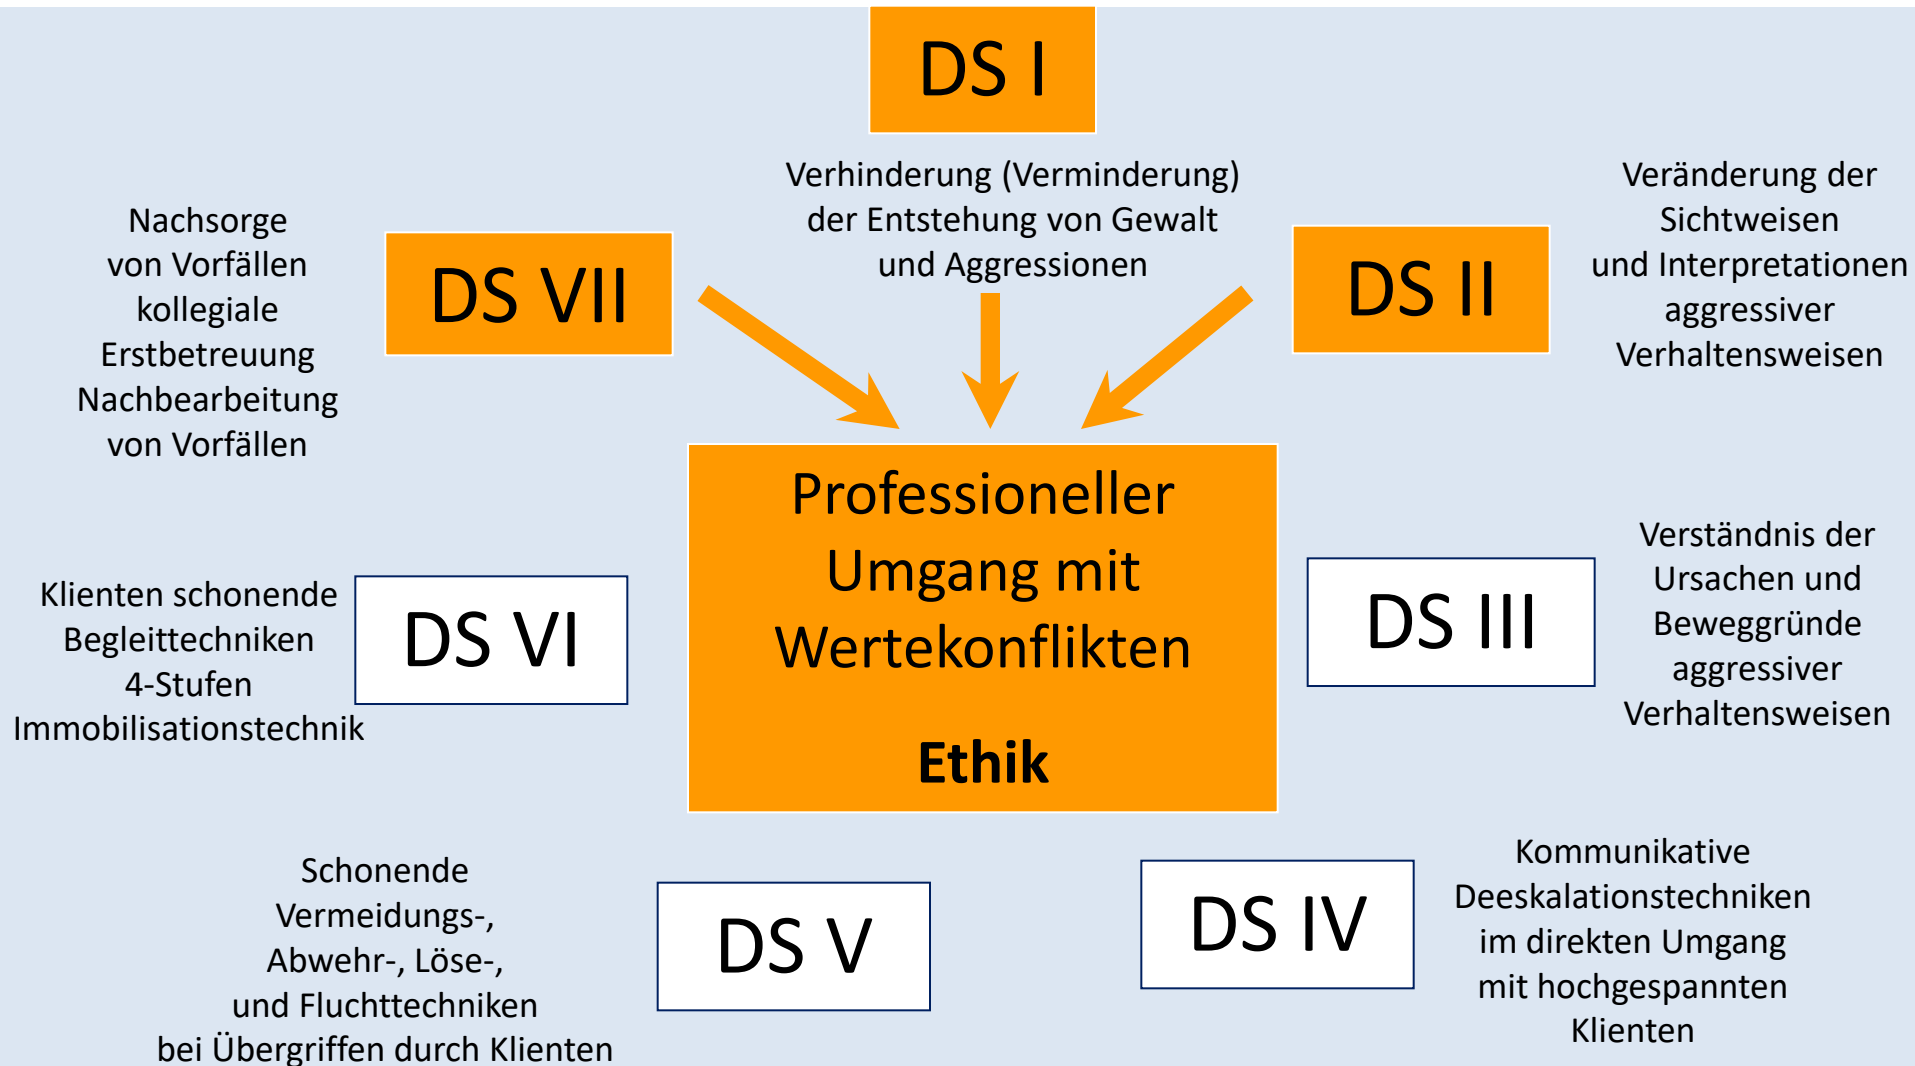 DS I
Verhinderung (Verminderung)
der Entstehung von Gewalt
und Aggressionen
DS II
Veränderung der
Sichtweisen
und Interpretationen
aggressiver
Verhaltensweisen
DS III
Verständnis der
Ursachen und
Beweggründe
aggressiver
Verhaltensweisen
DS IV
Kommunikative
Deeskalationstechniken
im direkten Umgang
mit hochgespannten
Klienten
DS V
Schonende
Vermeidungs-,
Abwehr-, Löse-,
und Fluchttechniken
bei Übergriffen durch Klienten
DS VI
Klienten schonende
Begleittechniken
4-Stufen
Immobilisationstechnik
DS VII
Nachsorge
von Vorfällen
kollegiale
Erstbetreuung
Nachbearbeitung
von Vorfällen
Professioneller
Umgang mit
Wertekonflikten
Ethik